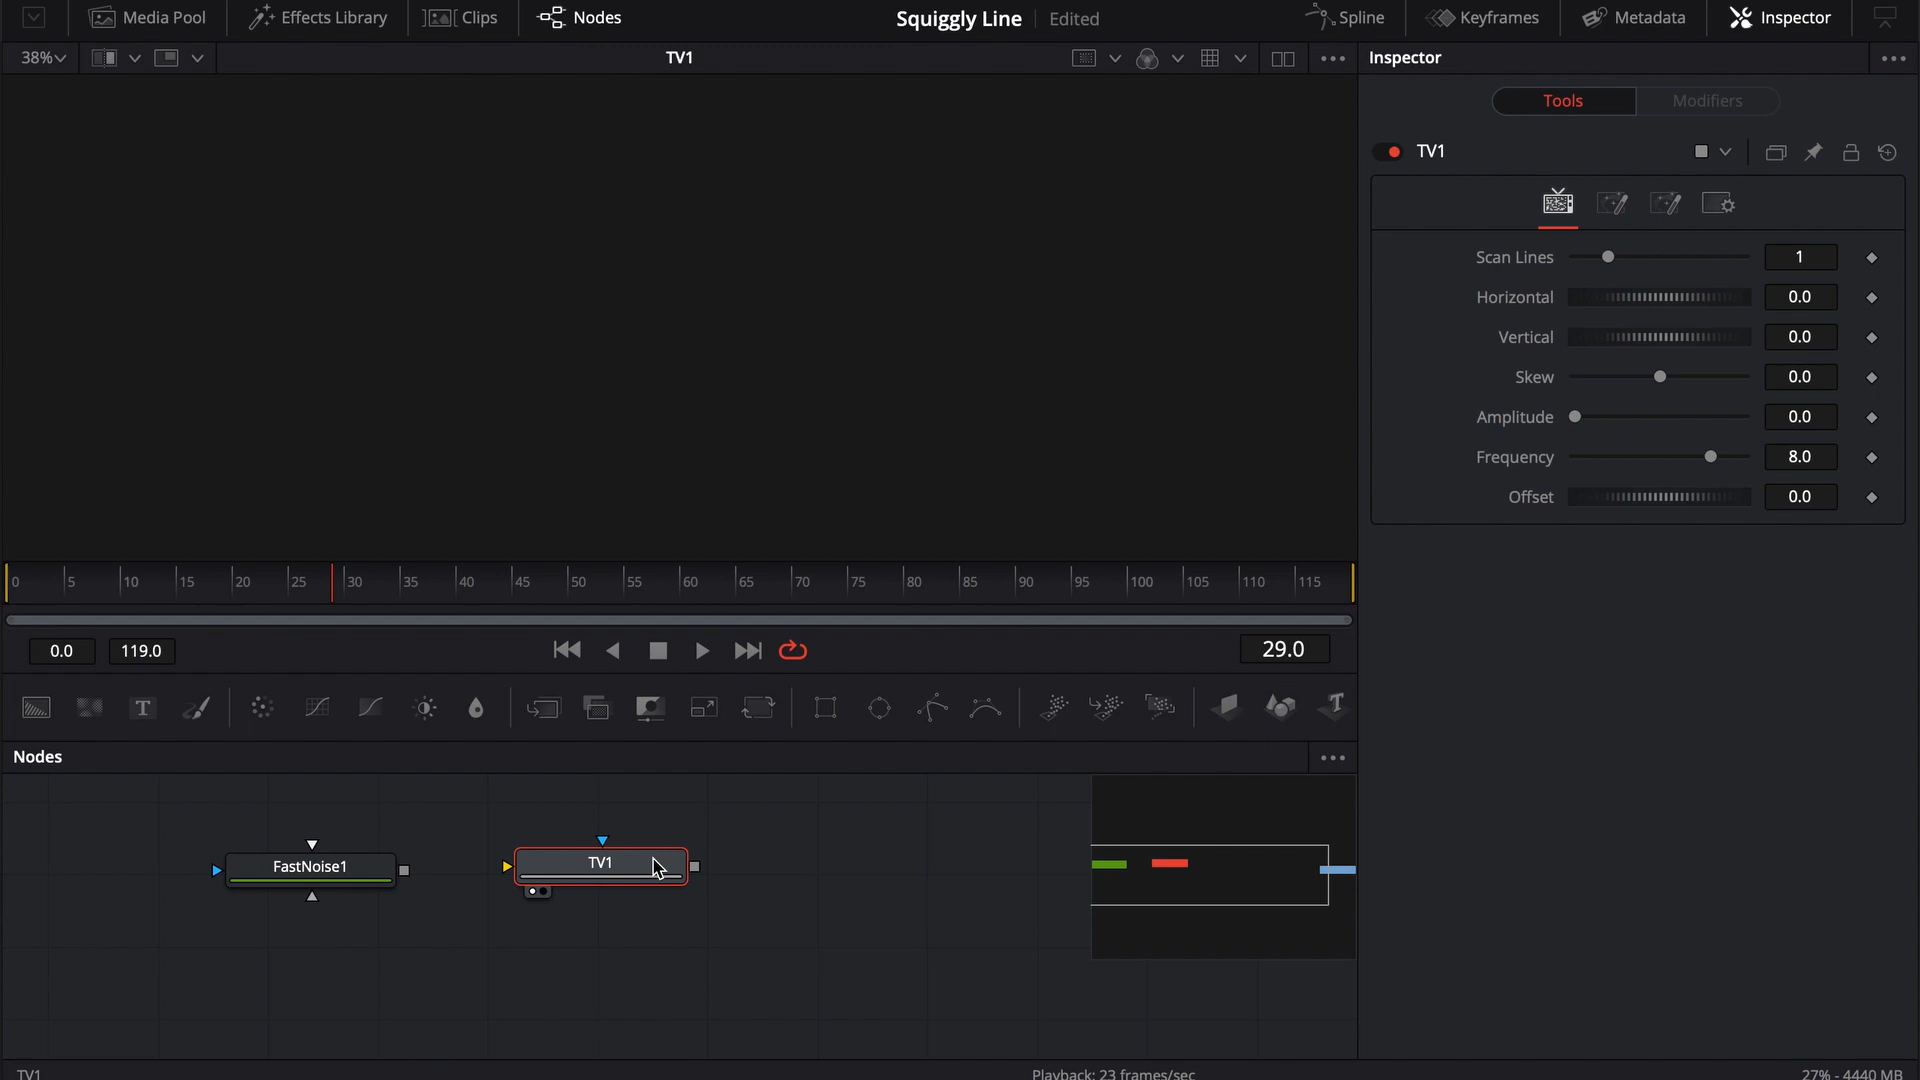 Media Pool Effects Library Clips Nodes Squiggly Line Edited Spline Keyframes Metadata Inspector
38% TV1 Inspector
Tools Modifiers
TV1
Scan Lines 1
Horizontal 0.0
Vertical 0.0
Skew 0.0
Amplitude 0.0
Frequency 8.0
Offset 0.0
0 5 10 15 20 25 30 35 40 45 50 55 60 65 70 75 80 85 90 95 100 105 110 115
0.0 119.0 29.0
T T
Nodes
FastNoise1 TV1
TV1 Playback: 23 frames/sec 27% - 4440 MB